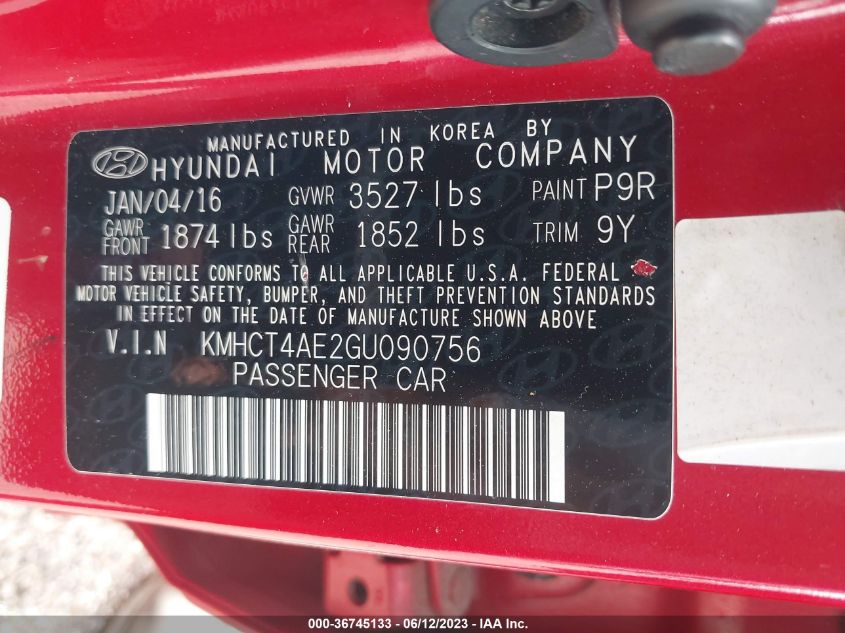 MANUFACTURED IN KOREA BY
HYUNDAI MOTOR COMPANY
JAN/04/16 GVWR 3527 lbs PAINT P9R
GAWR FRONT 1874 lbs GAWR REAR 1852 lbs TRIM 9Y
THIS VEHICLE CONFORMS TO ALL APPLICABLE U.S.A. FEDERAL
MOTOR VEHICLE SAFETY, BUMPER, AND THEFT PREVENTION STANDARDS
IN EFFECT ON THE DATE OF MANUFACTURE SHOWN ABOVE
V.I.N KMHCT4AE2GU090756
PASSENGER CAR
000-36745133 - 06/12/2023 - IAA Inc.